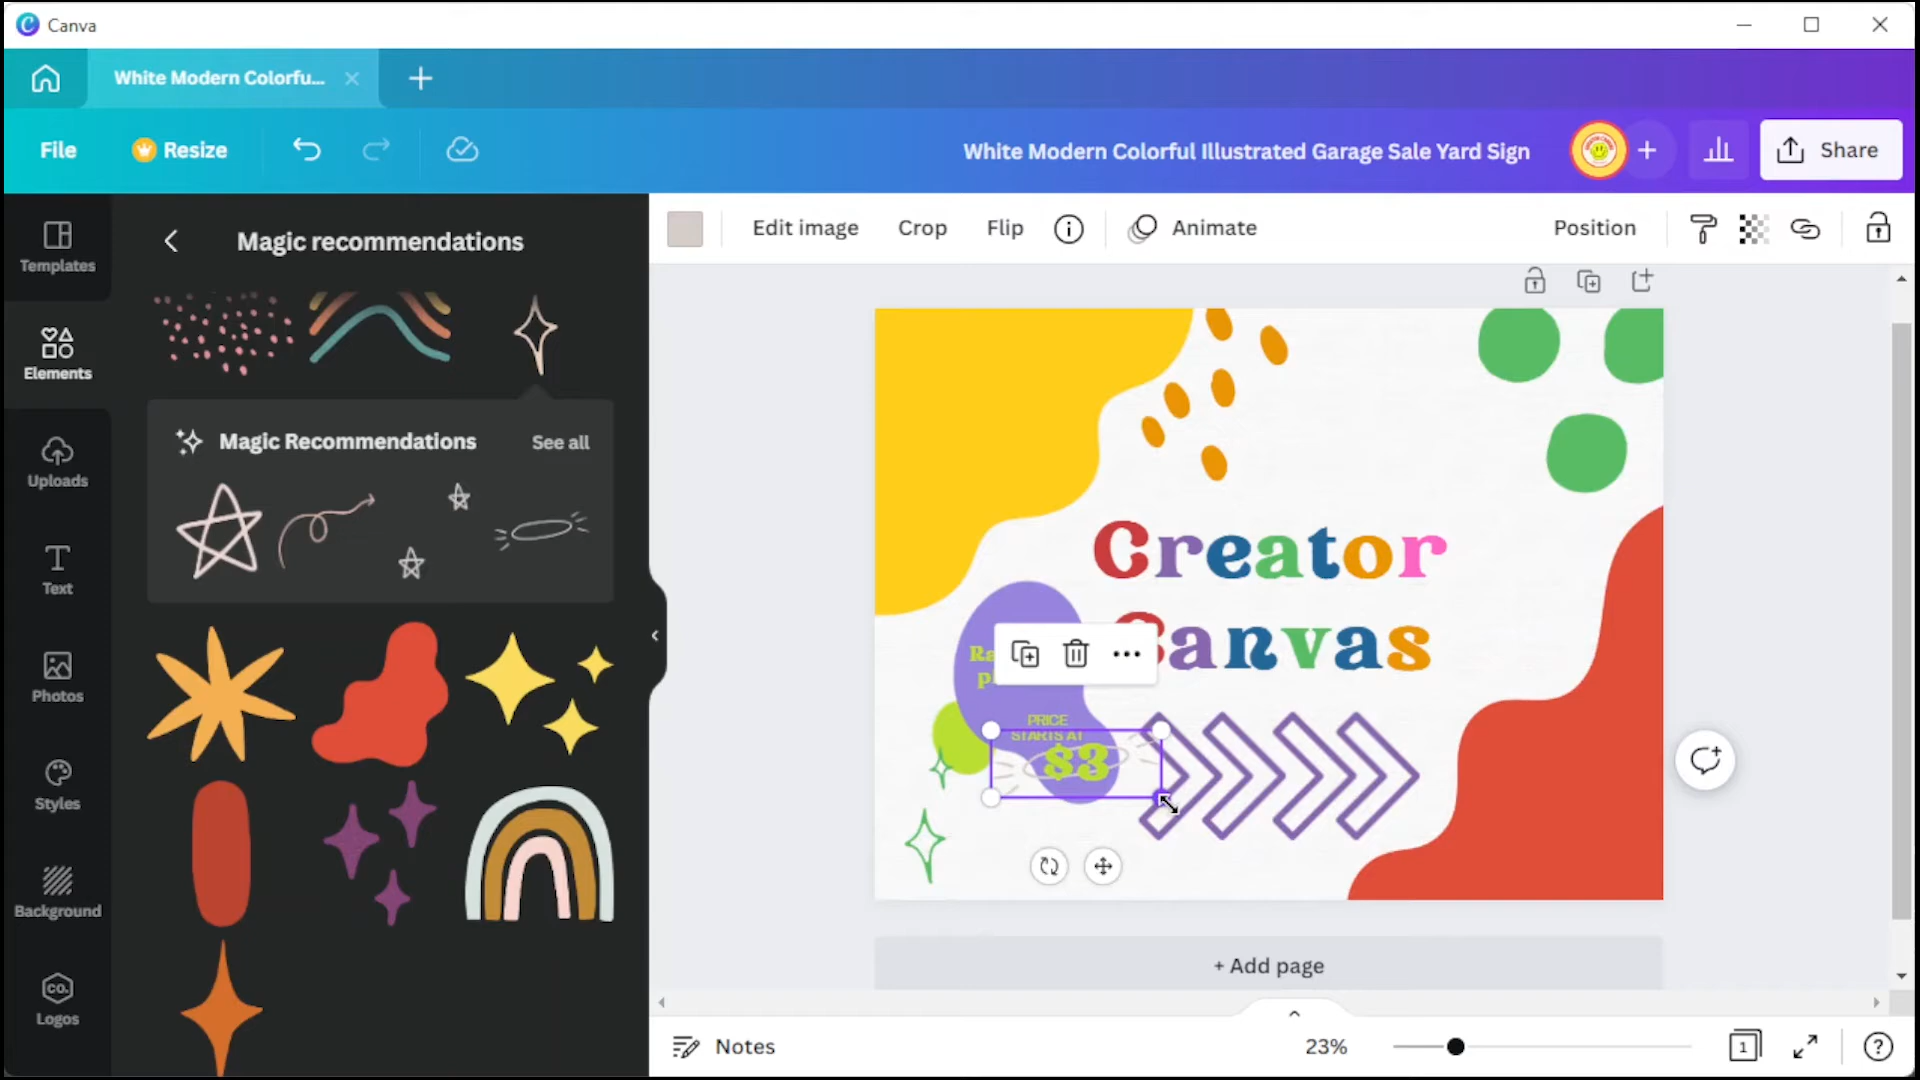 Canva
White Modern Colorfu...
File
Resize
White Modern Colorful Illustrated Garage Sale Yard Sign
Share
Templates
Elements
Uploads
Text
Photos
Styles
Background
co.
Logos
Magic recommendations
Magic Recommendations
See all
Edit image
Crop
Flip
Animate
Position
Creator
Canvas
PRICE
STARTS AT
$3
+ Add page
Notes
23%
1